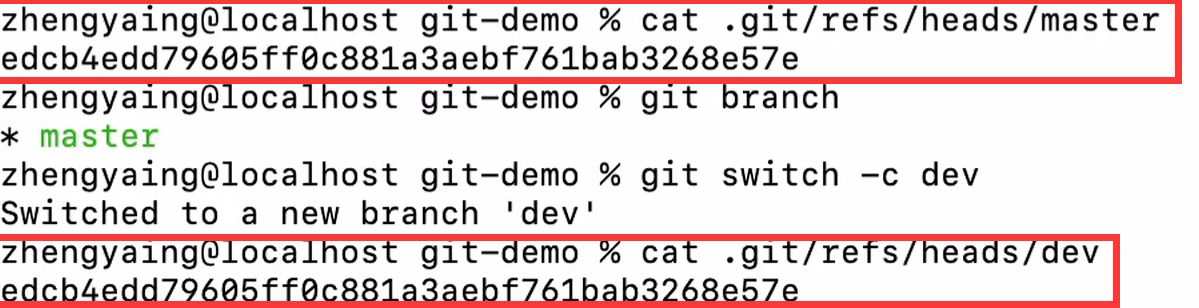 zhengyaing@localhost git-demo % cat .git/refs/heads/master
edcb4edd79605ff0c881a3aebf761bab3268e57e
zhengyaing@localhost git-demo % git branch
* master
zhengyaing@localhost git-demo % git switch -c dev
Switched to a new branch 'dev'
zhengyaing@localhost git-demo % cat .git/refs/heads/dev
edcb4edd79605ff0c881a3aebf761bab3268e57e